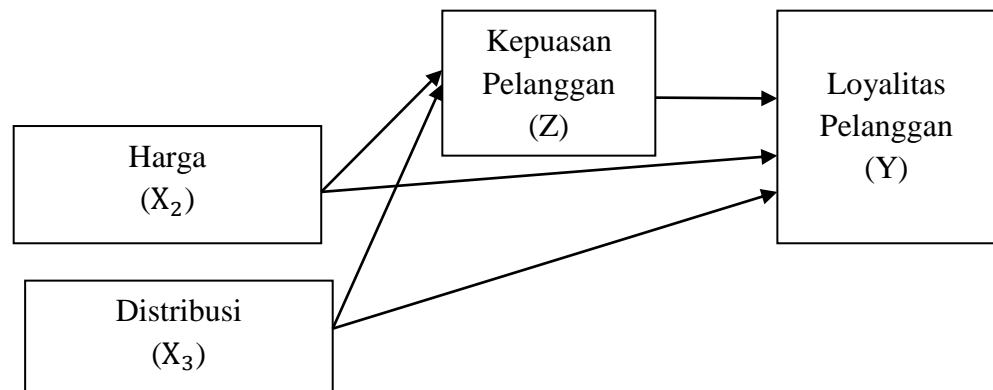 Kepuasan
Pelanggan
(Z)
Loyalitas
Pelanggan
(Y)
Harga
(X₂)
Distribusi
(X₃)